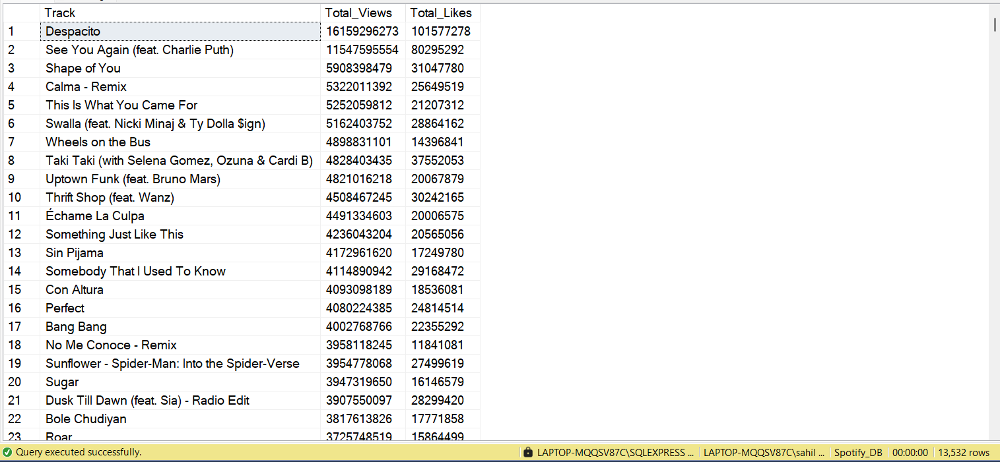 Track Total_Views Total_Likes
1 Despacito 16159296273 101577278
2 See You Again (feat. Charlie Puth) 11547595554 80295292
3 Shape of You 5908398479 31047780
4 Calma - Remix 5322011392 25649519
5 This Is What You Came For 5252059812 21207312
6 Swalla (feat. Nicki Minaj & Ty Dolla $ign) 5162403752 28864162
7 Wheels on the Bus 4898831101 14396841
8 Taki Taki (with Selena Gomez, Ozuna & Cardi B) 4828403435 37552053
9 Uptown Funk (feat. Bruno Mars) 4821016218 20067879
10 Thrift Shop (feat. Wanz) 4508467245 30242165
11 Échame La Culpa 4491334603 20006575
12 Something Just Like This 4236043204 20565056
13 Sin Pijama 4172961620 17249780
14 Somebody That I Used To Know 4114890942 29168472
15 Con Altura 4093098189 18536081
16 Perfect 4080224385 24814514
17 Bang Bang 4002768766 22355292
18 No Me Conoce - Remix 3958118245 11841081
19 Sunflower - Spider-Man: Into the Spider-Verse 3954778068 27499619
20 Sugar 3947319650 16146579
21 Dusk Till Dawn (feat. Sia) - Radio Edit 3907550097 28299420
22 Bole Chudiyan 3817613826 17771858
23 Roar 3725748519 15864499
Query executed successfully. LAPTOP-MQQSV87C\SQLEXPRESS ... LAPTOP-MQQSV87C\sahil ... Spotify_DB 00:00:00 13,532 rows